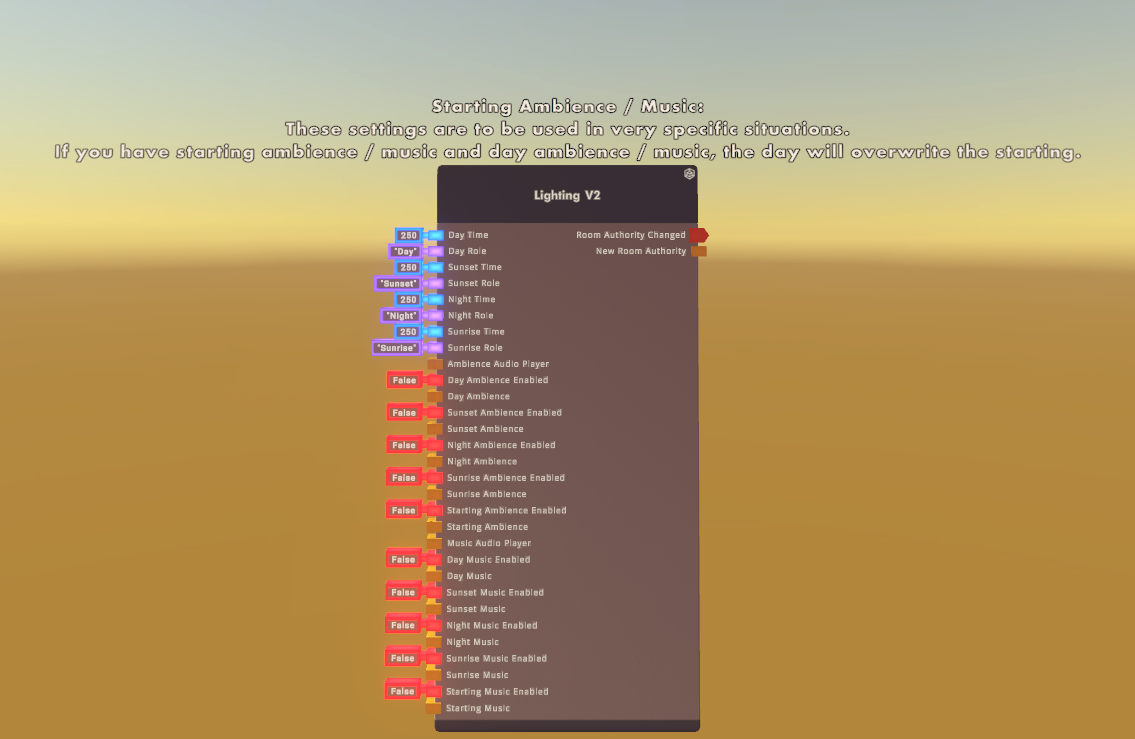 Starting Ambience / Music:
These settings are to be used in very specific situations.
If you have starting ambience / music and day ambience / music, the day will overwrite the starting.
Lighting V2
250 Day Time Room Authority Changed
"Day" Day Role New Room Authority
250 Sunset Time
"Sunset" Sunset Role
250 Night Time
"Night" Night Role
250 Sunrise Time
"Sunrise" Sunrise Role
Ambience Audio Player
False Day Ambience Enabled
Day Ambience
False Sunset Ambience Enabled
Sunset Ambience
False Night Ambience Enabled
Night Ambience
False Sunrise Ambience Enabled
Sunrise Ambience
False Starting Ambience Enabled
Starting Ambience
Music Audio Player
False Day Music Enabled
Day Music
False Sunset Music Enabled
Sunset Music
False Night Music Enabled
Night Music
False Sunrise Music Enabled
Sunrise Music
False Starting Music Enabled
Starting Music